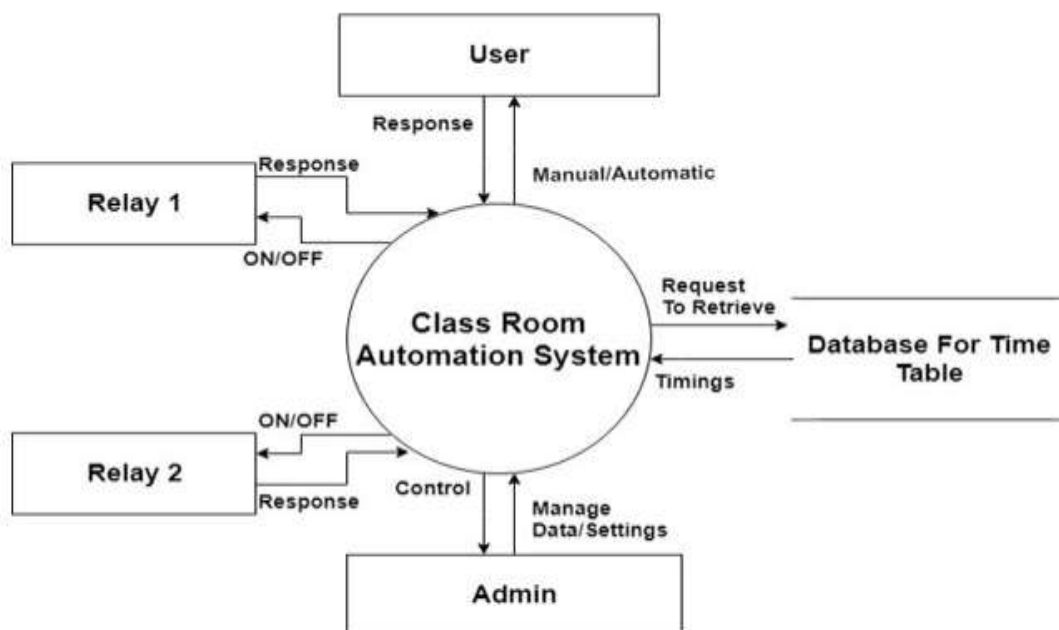 User
Response
Manual/Automatic
Response
Relay 1
ON/OFF
Class Room
Automation System
Request
To Retrieve
Timings
Database For Time
Table
ON/OFF
Relay 2
Response
Control
Manage
Data/Settings
Admin